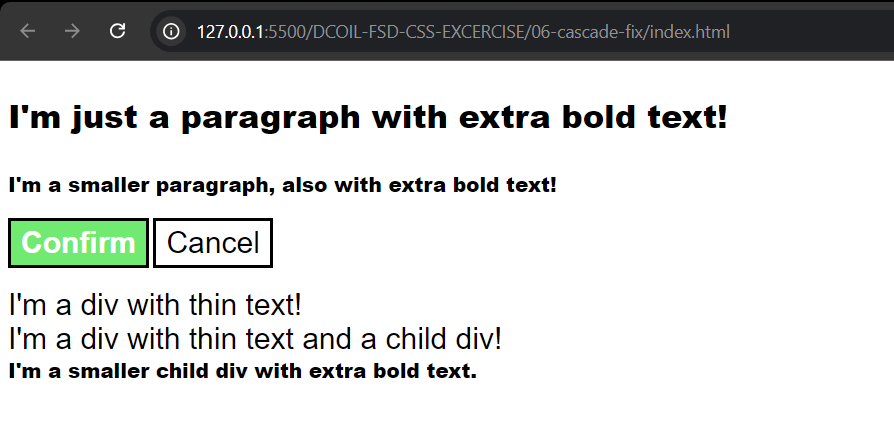 127.0.0.1:5500/DCOIL-FSD-CSS-EXCERCISE/06-cascade-fix/index.html
I'm just a paragraph with extra bold text!
I'm a smaller paragraph, also with extra bold text!
Confirm Cancel
I'm a div with thin text!
I'm a div with thin text and a child div!
I'm a smaller child div with extra bold text.